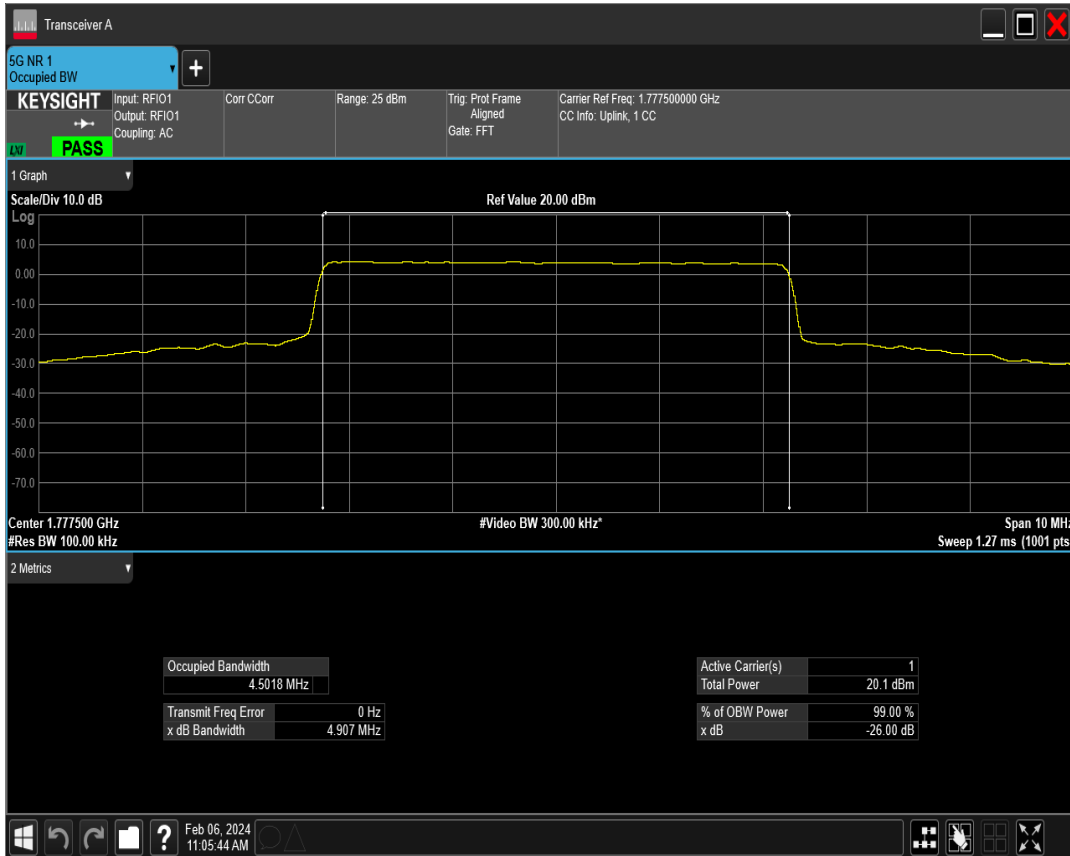 Transceiver A
5G NR 1
Occupied BW
KEYSIGHT
LXI
PASS
Input: RFIO1
Output: RFIO1
Coupling: AC
Corr CCorr
Range: 25 dBm
Trig: Prot Frame
Aligned
Gate: FFT
Carrier Ref Freq: 1.777500000 GHz
CC Info: Uplink, 1 CC
1 Graph
Scale/Div 10.0 dB
Ref Value 20.00 dBm
Log
10.0
0.00
-10.0
-20.0
-30.0
-40.0
-50.0
-60.0
-70.0
Center 1.777500 GHz
#Video BW 300.00 kHz*
Span 10 MHz
#Res BW 100.00 kHz
Sweep 1.27 ms (1001 pts
2 Metrics
Occupied Bandwidth
4.5018 MHz
Transmit Freq Error 0 Hz
x dB Bandwidth 4.907 MHz
Active Carrier(s) 1
Total Power 20.1 dBm
% of OBW Power 99.00 %
x dB -26.00 dB
?
Feb 06, 2024
11:05:44 AM